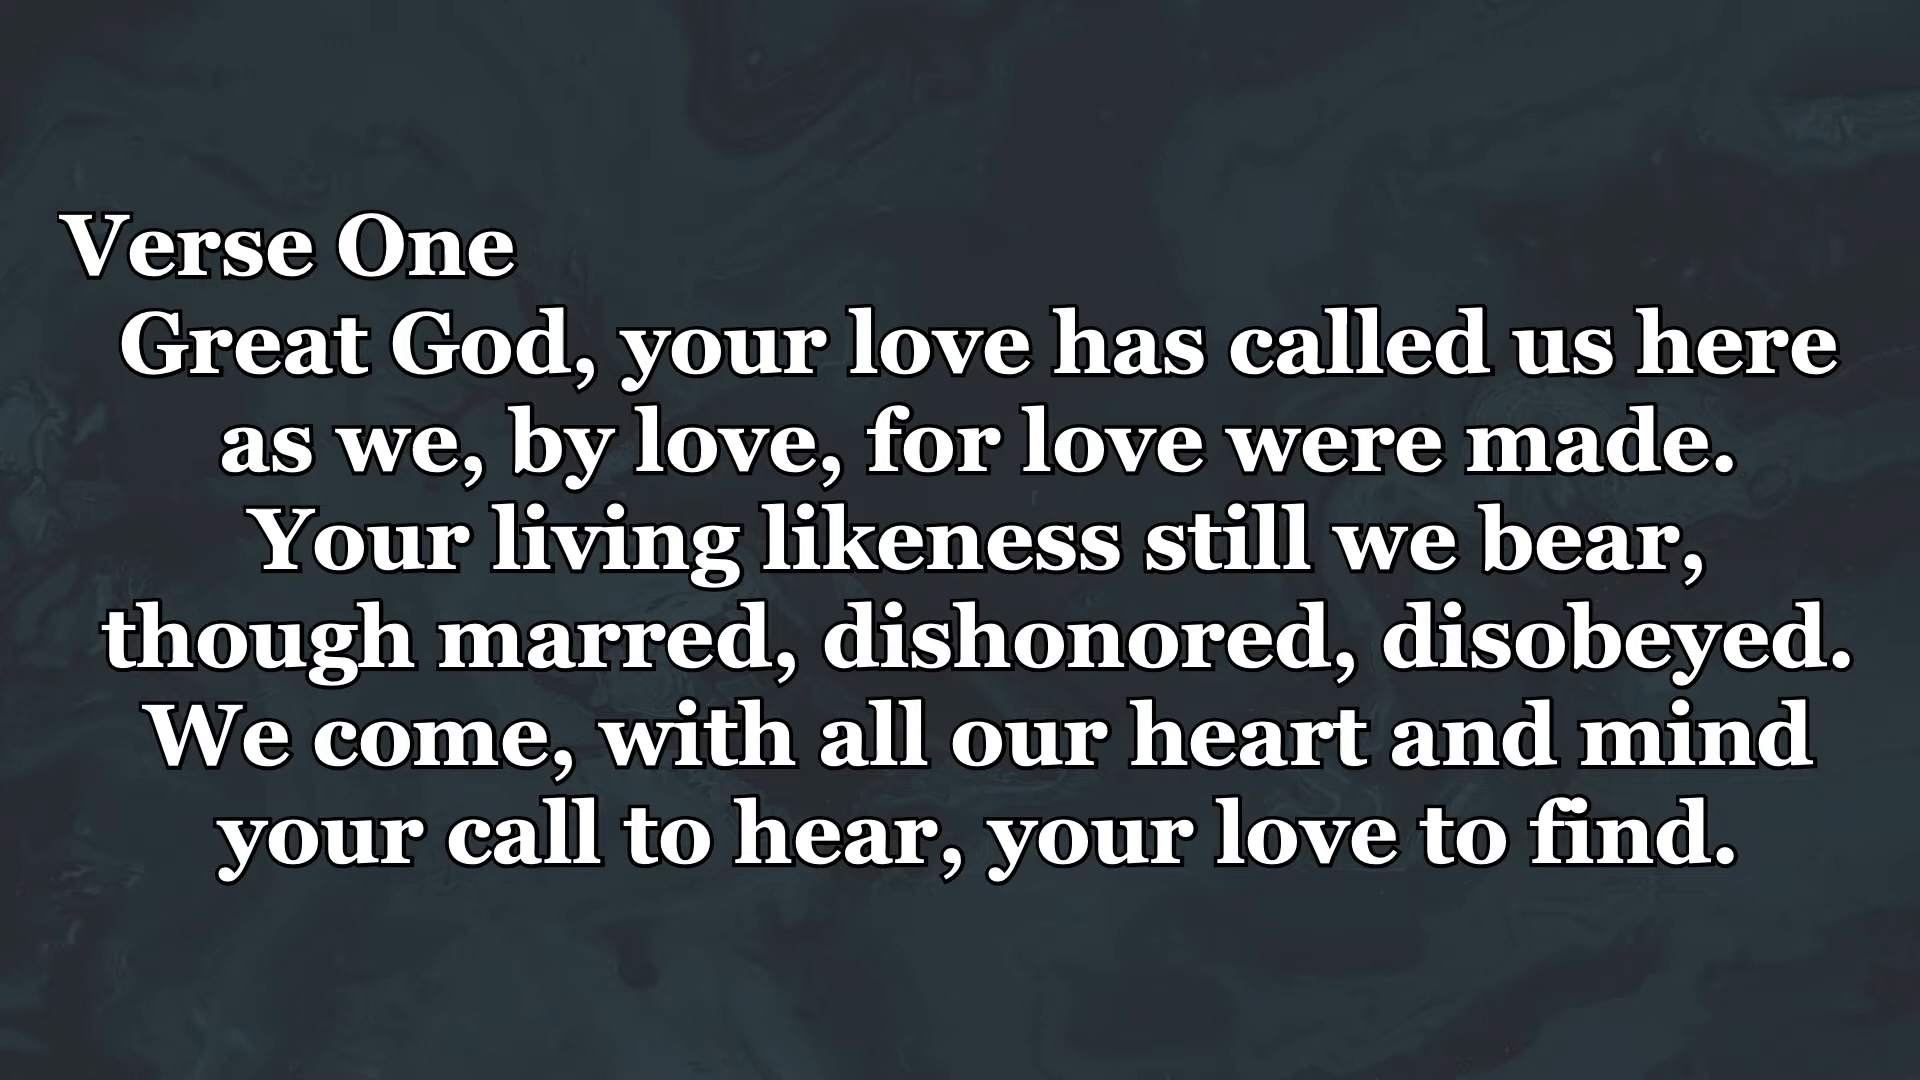 Verse One
Great God, your love has called us here
as we, by love, for love were made.
Your living likeness still we bear,
though marred, dishonored, disobeyed.
We come, with all our heart and mind
your call to hear, your love to find.